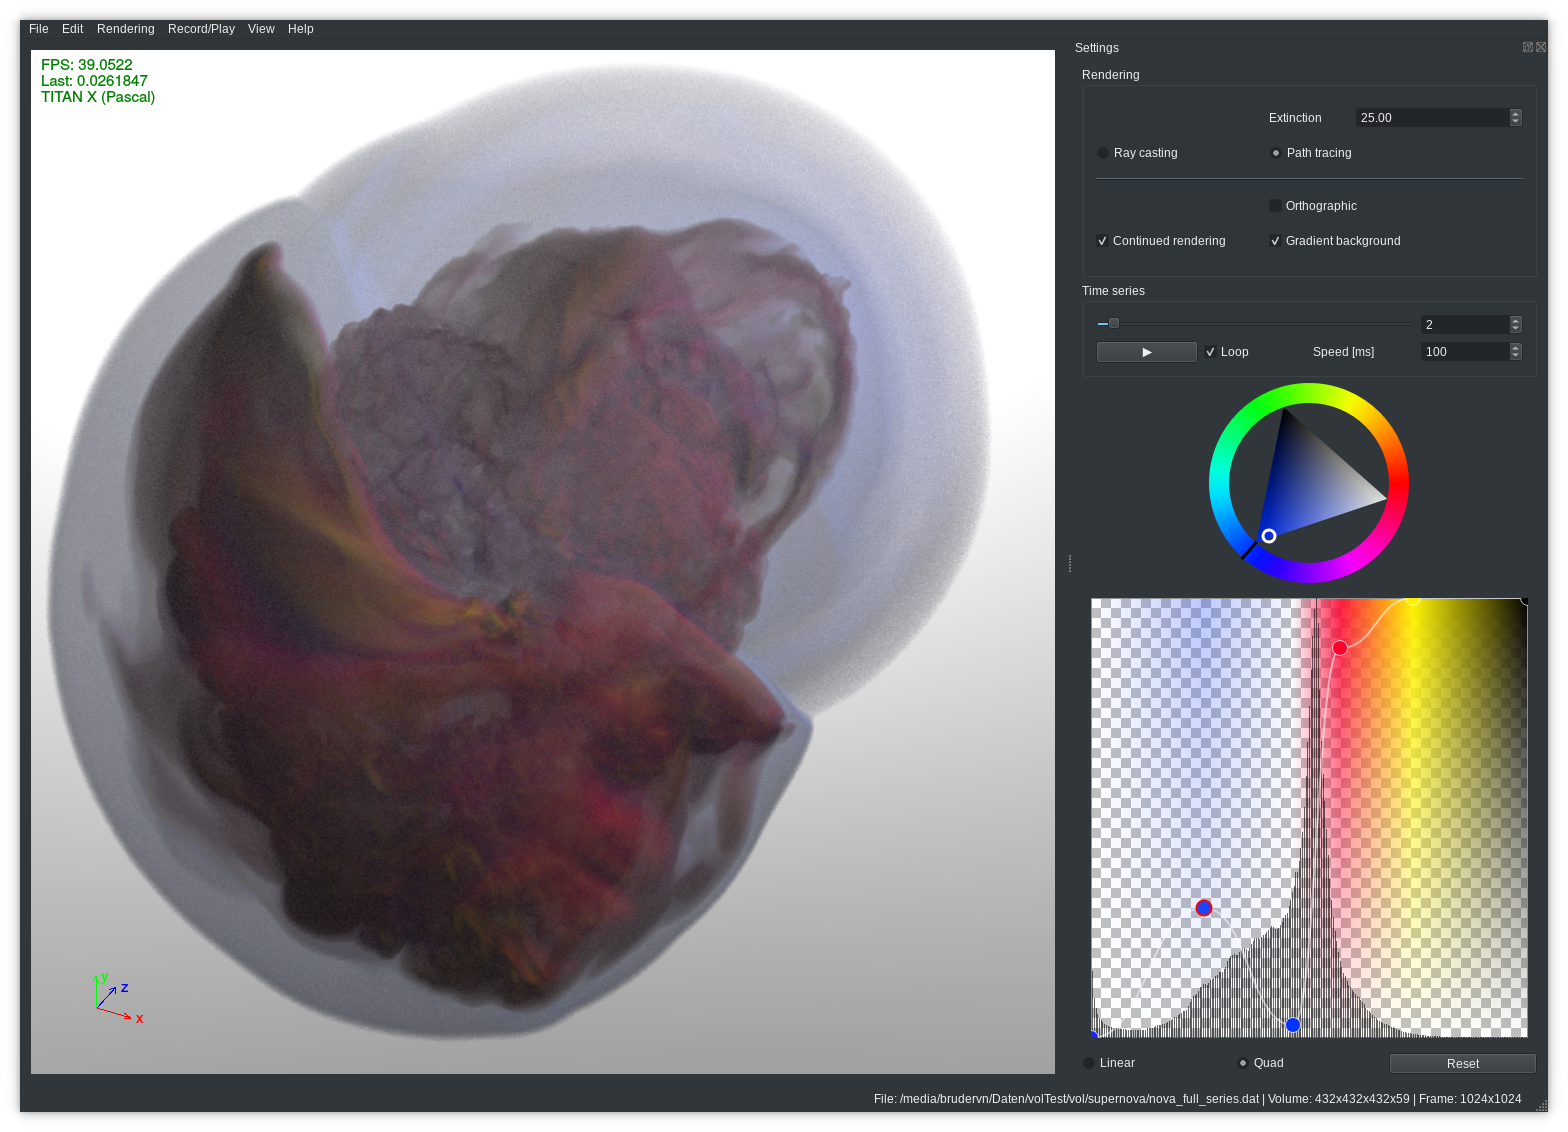 File Edit Rendering Record/Play View Help
Settings
FPS: 39.0522
Last: 0.0261847
TITAN X (Pascal)
Rendering
Extinction 25.00
Ray casting Path tracing
Orthographic
Continued rendering Gradient background
Time series
2
Loop Speed [ms] 100
y
z
x
Linear Quad Reset
File: /media/brudervn/Daten/volTest/vol/supernova/nova_full_series.dat | Volume: 432x432x432x59 | Frame: 1024x1024